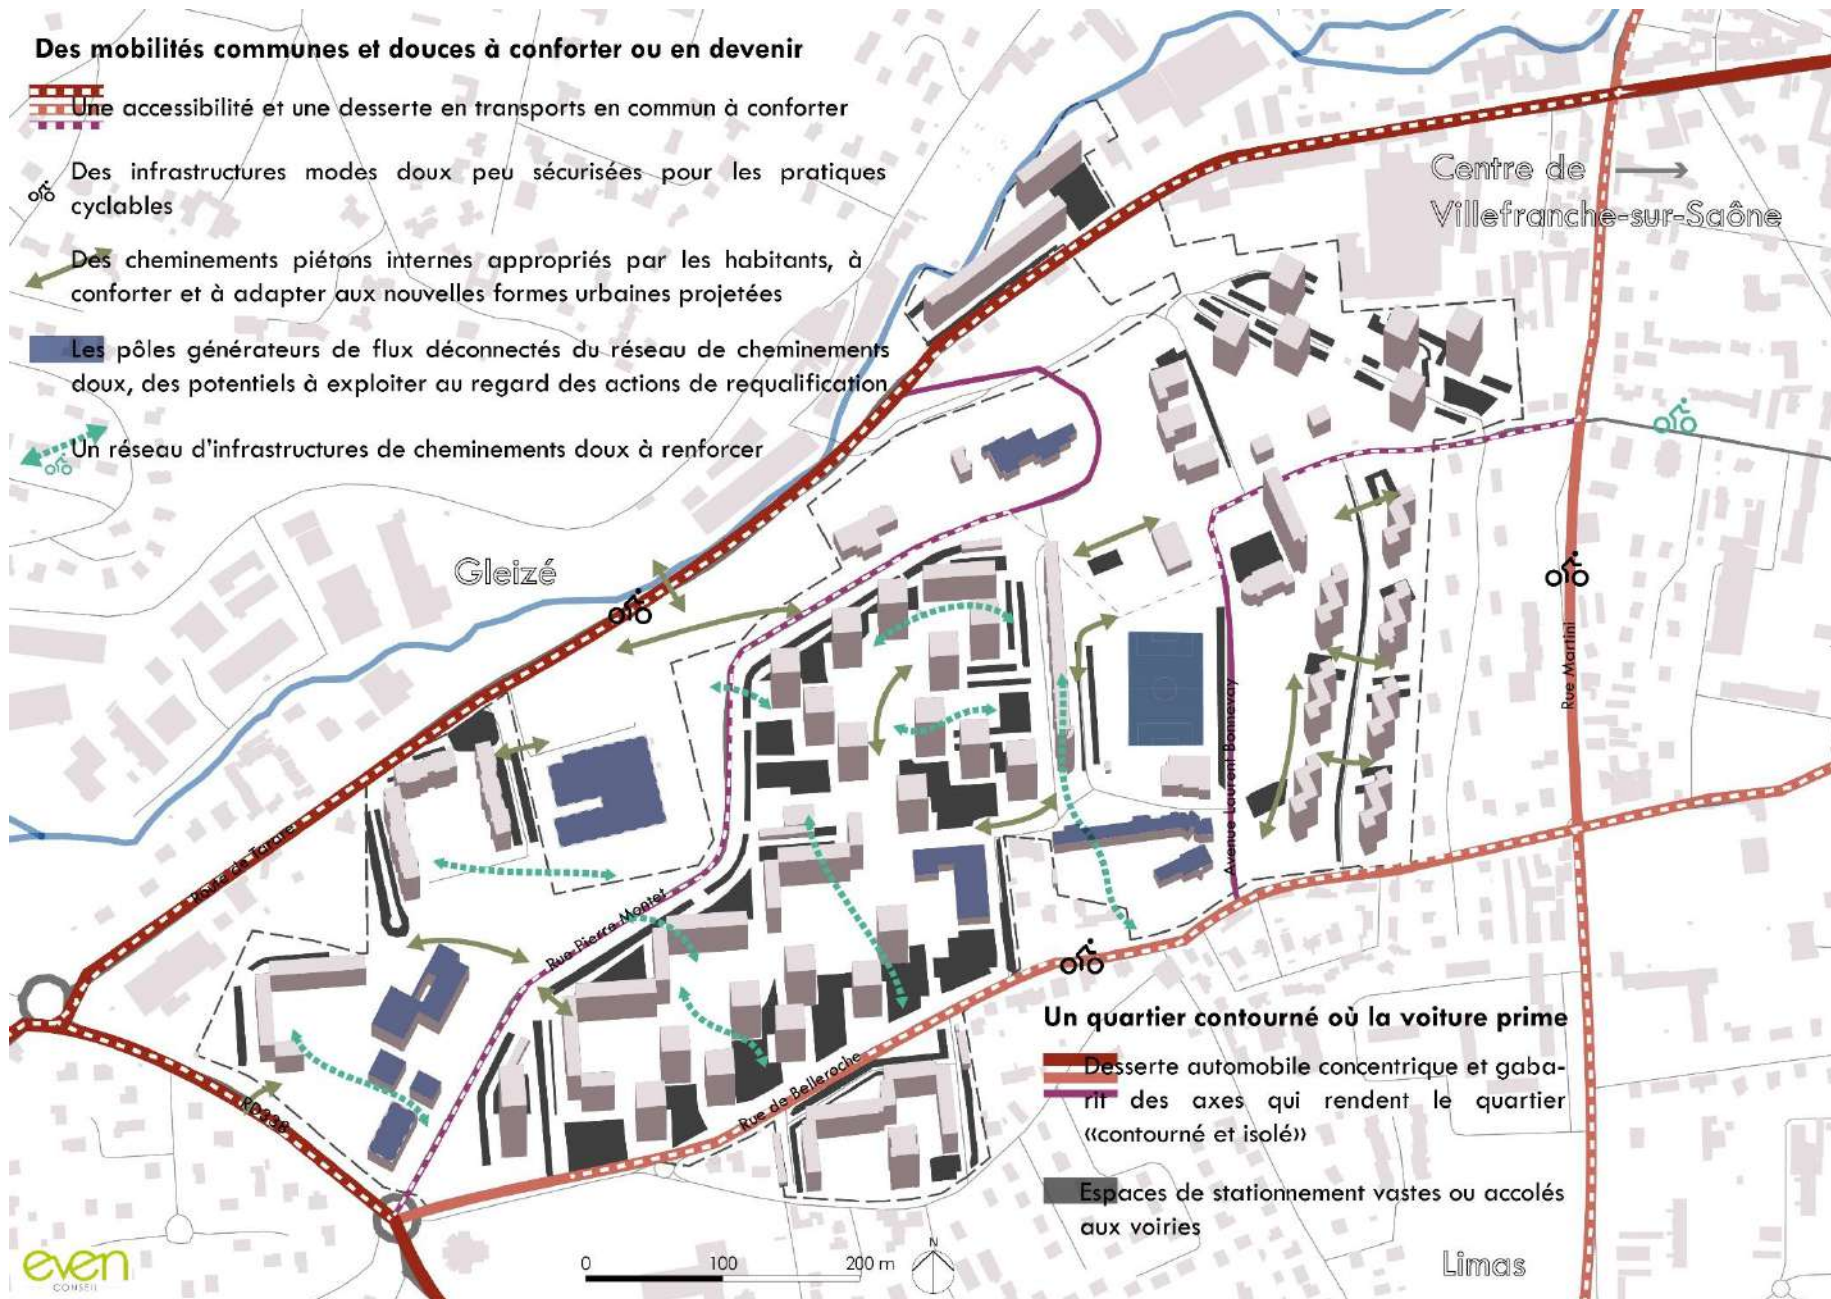 Des mobilités communes et douces à conforter ou en devenir
Une accessibilité et une desserte en transports en commun à conforter
Des infrastructures modes doux peu sécurisées pour les pratiques
cyclables
Des cheminements piétons internes appropriés par les habitants, à
conforter et à adapter aux nouvelles formes urbaines projetées
Les pôles générateurs de flux déconnectés du réseau de cheminements
doux, des potentiels à exploiter au regard des actions de requalification
Un réseau d'infrastructures de cheminements doux à renforcer
Centre de
Villefranche-sur-Saône
Gleizé
Rue Martini
Avenue Laurent Bonnevay
Route de Tarare
Rue Pierre Montet
RD338
Rue de Belleroche
Un quartier contourné où la voiture prime
Desserte automobile concentrique et gaba-
rit des axes qui rendent le quartier
«contourné et isolé»
Espaces de stationnement vastes ou accolés
aux voiries
Limas
even
CONSEIL
0 100 200 m
N